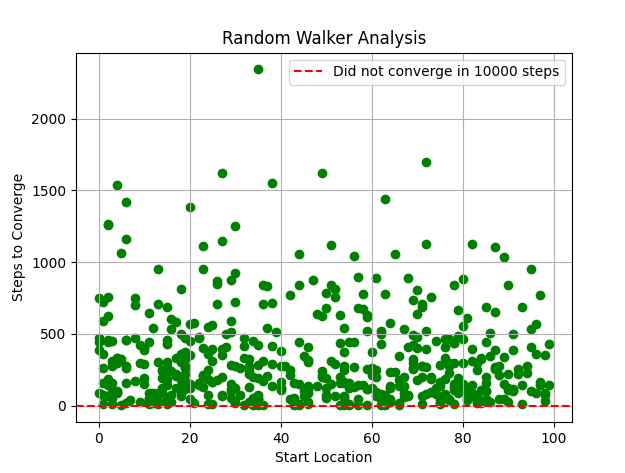 Random Walker Analysis
Did not converge in 10000 steps
Steps to Converge
2000
1500
1000
500
0
0 20 40 60 80 100
Start Location